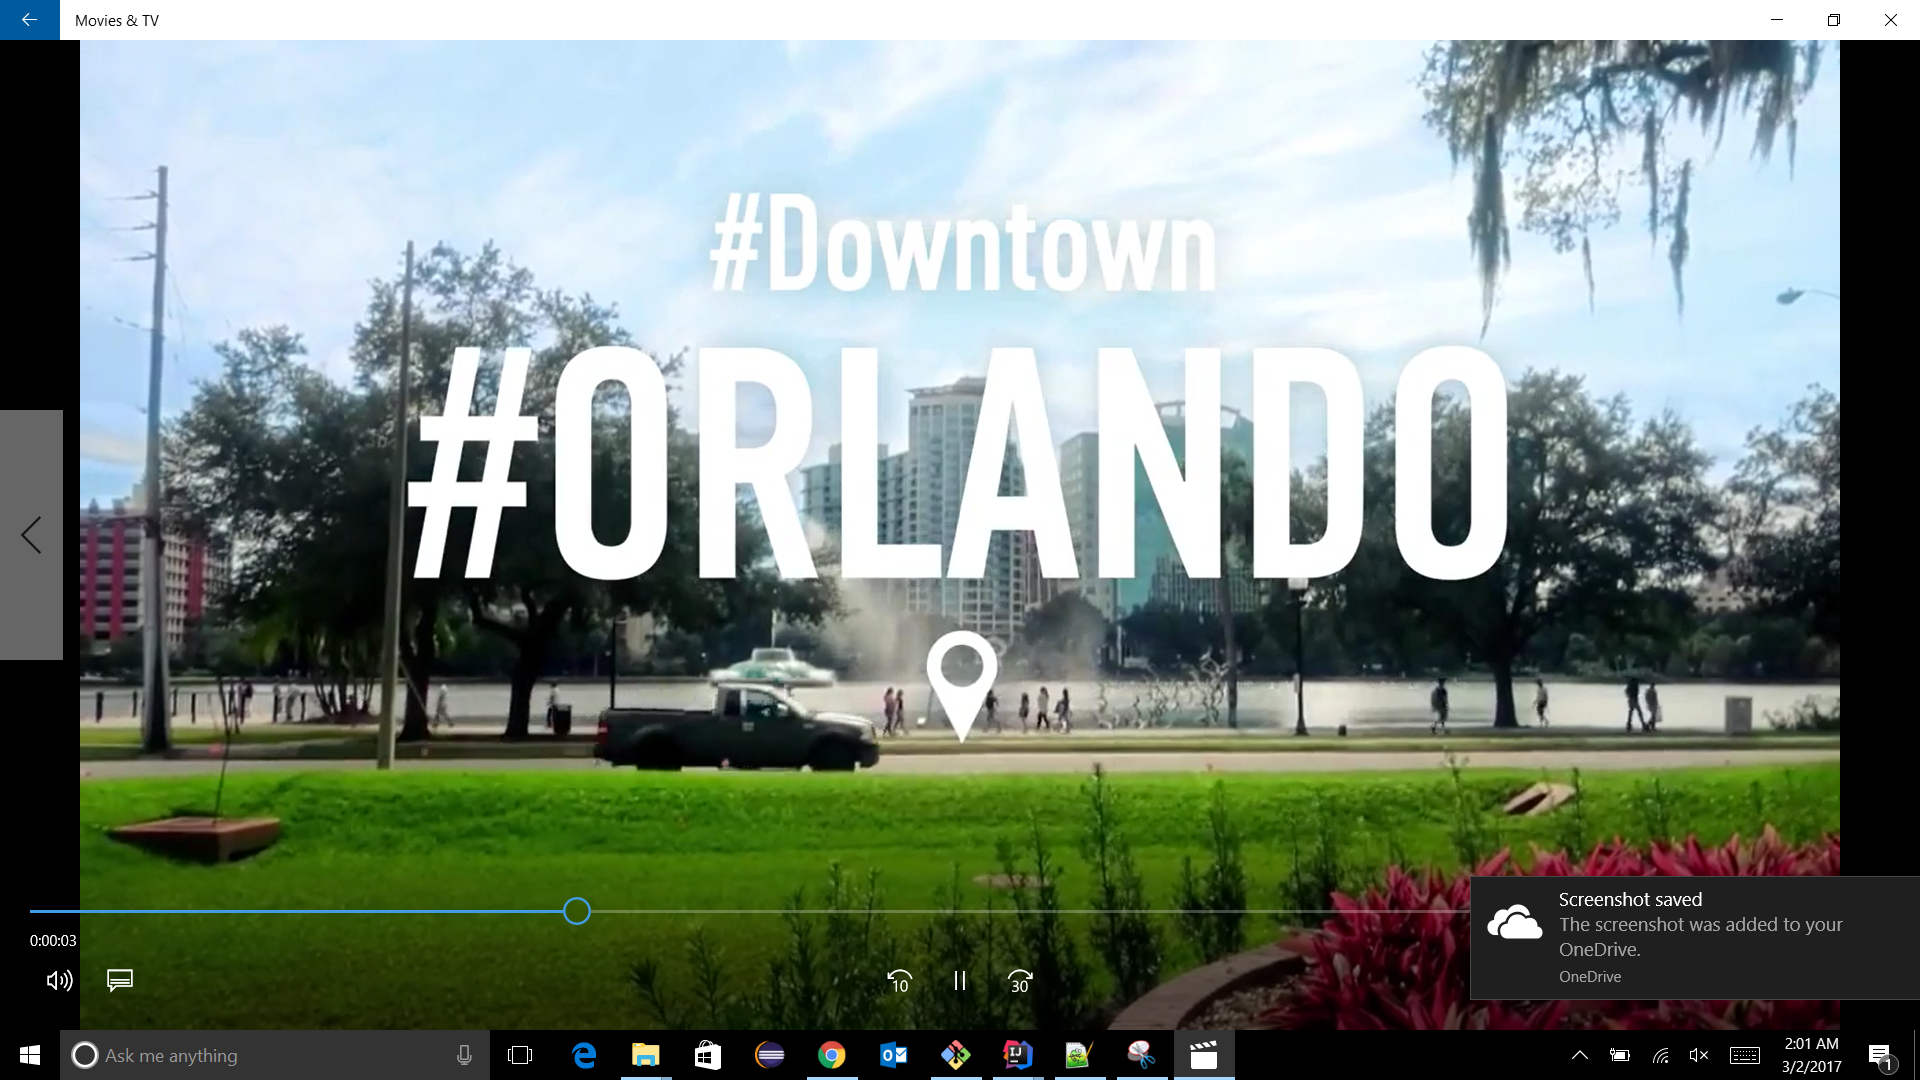 Movies & TV
#Downtown
#ORLANDO
0:00:03
10
30
Screenshot saved
The screenshot was added to your
OneDrive.
OneDrive
Ask me anything
2:01 AM
3/2/2017
1